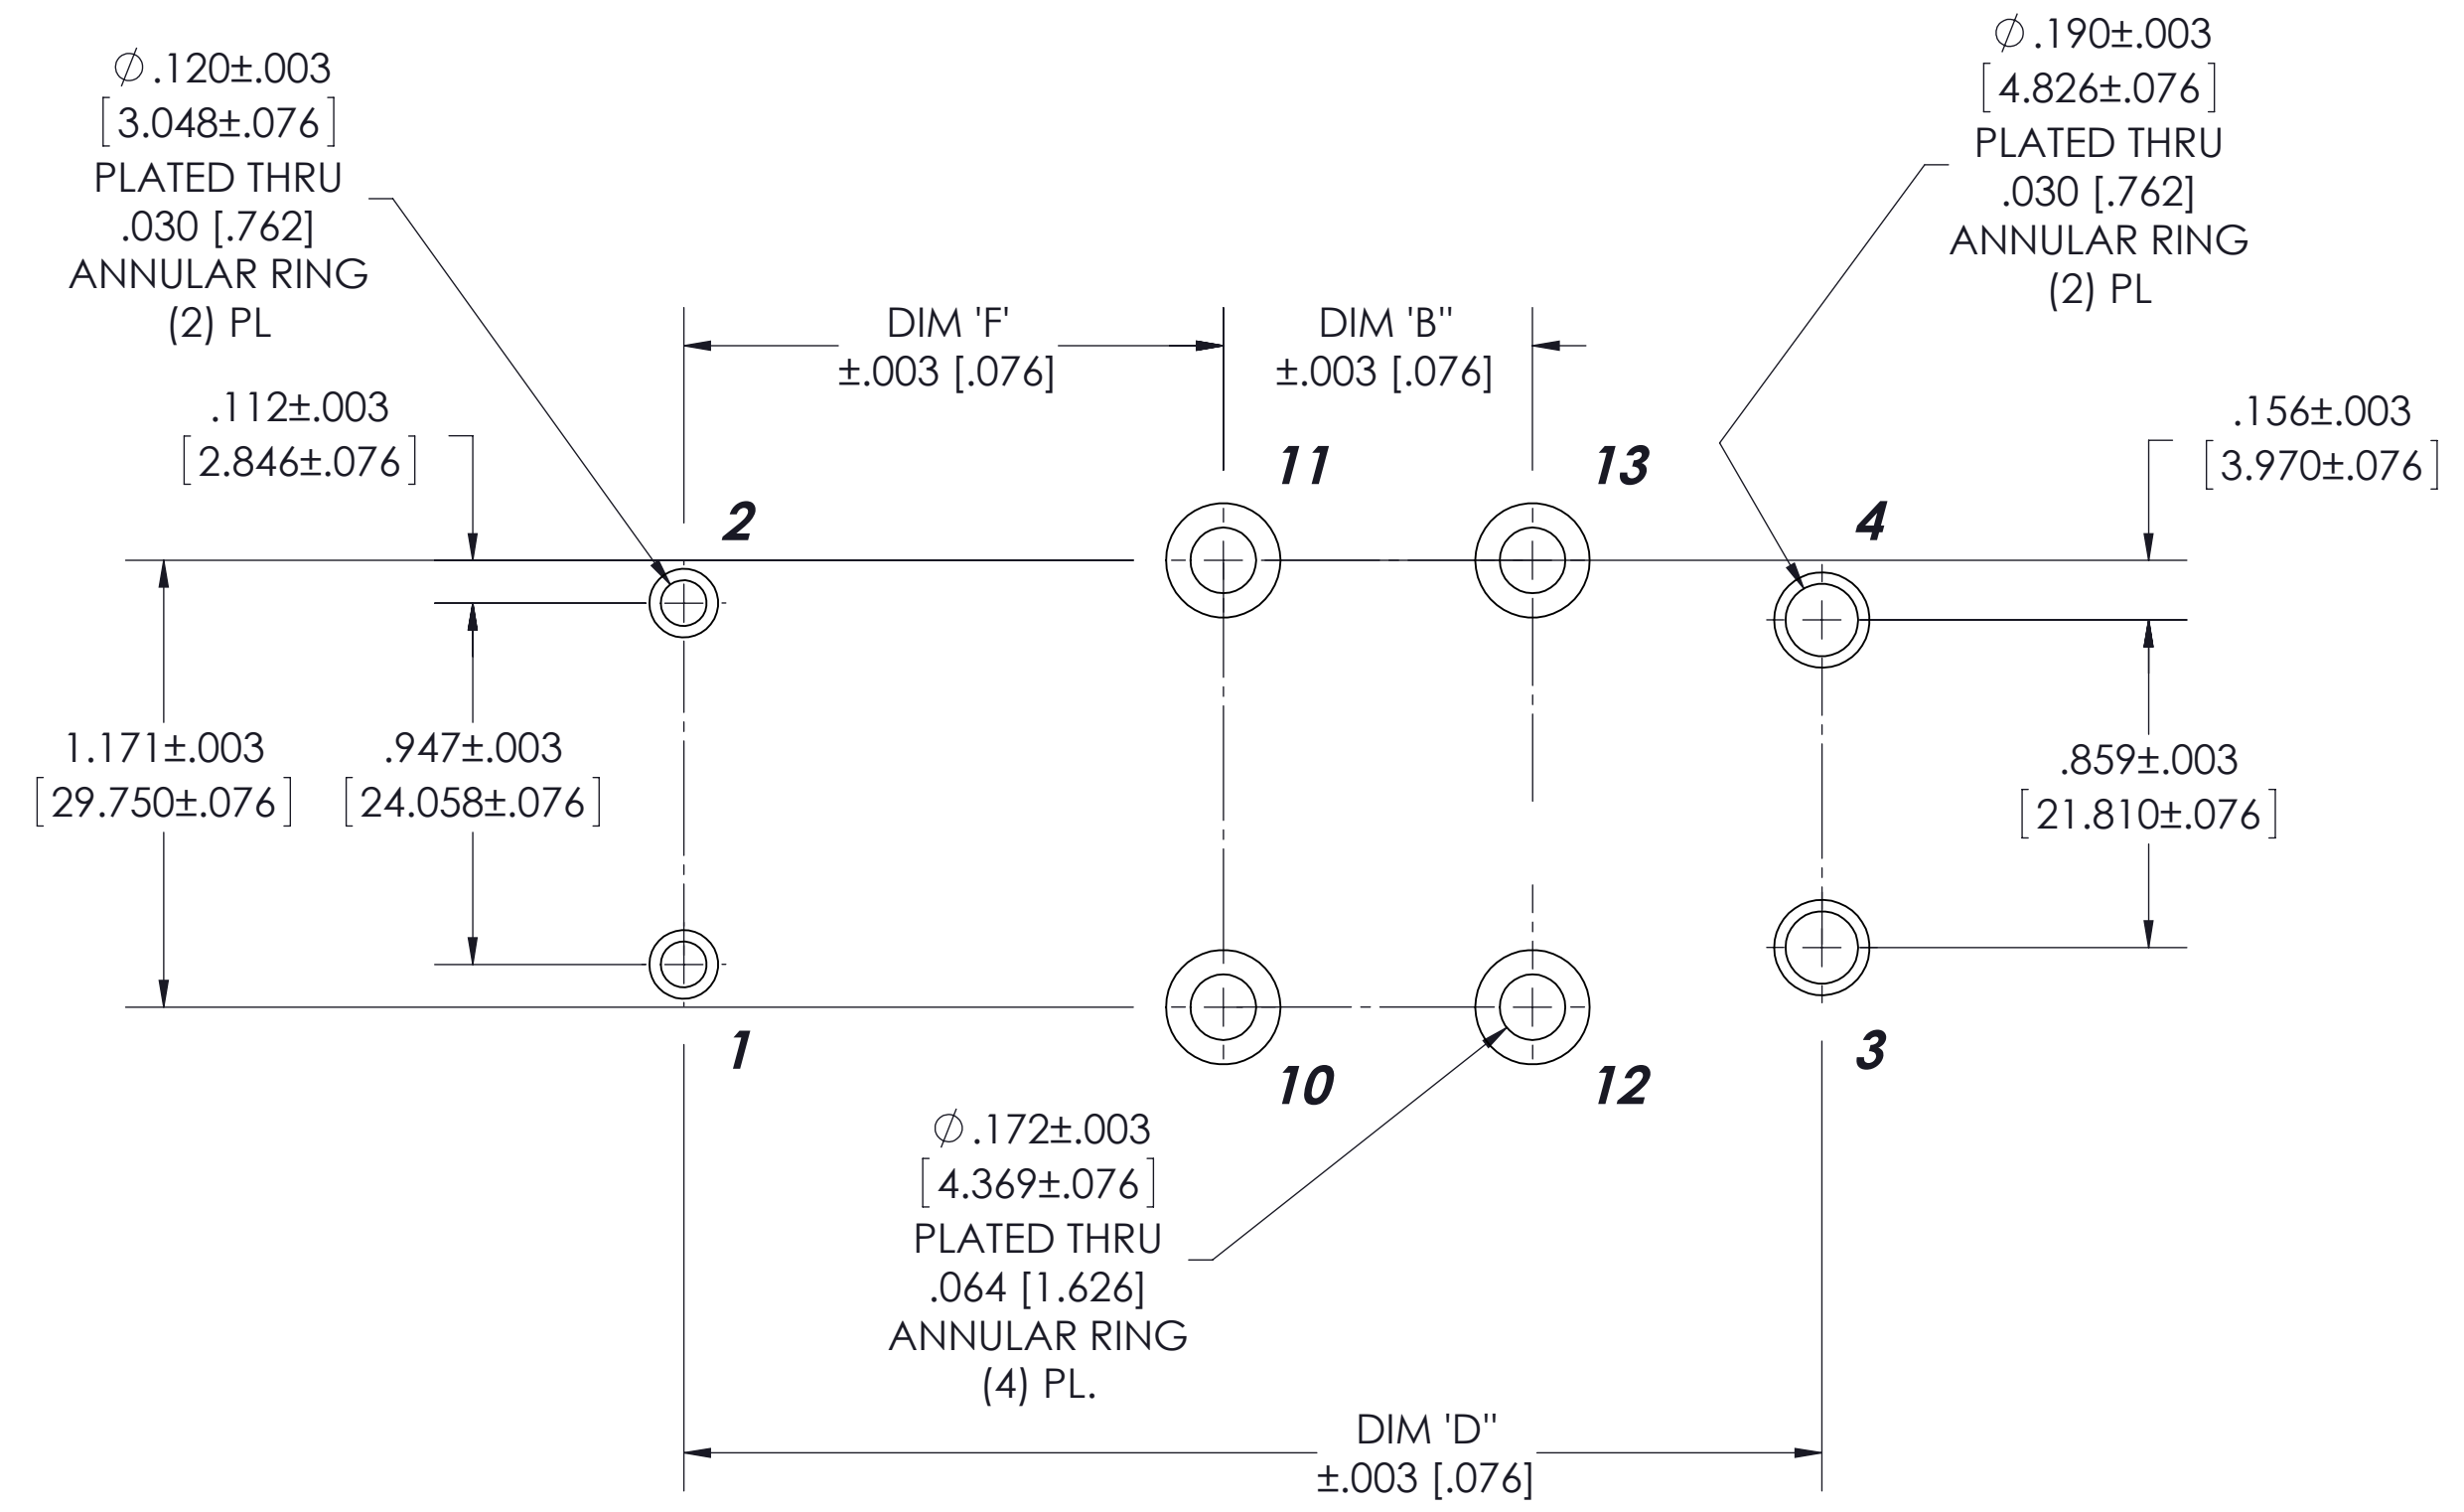 ∅ .120±.003
[3.048±.076]
PLATED THRU
.030 [.762]
ANNULAR RING
(2) PL
∅ .190±.003
[4.826±.076]
PLATED THRU
.030 [.762]
ANNULAR RING
(2) PL
DIM 'F'
±.003 [.076]
DIM 'B''
±.003 [.076]
.112±.003
[2.846±.076]
.156±.003
[3.970±.076]
11
13
2
4
1.171±.003
[29.750±.076]
.947±.003
[24.058±.076]
.859±.003
[21.810±.076]
1
3
10
12
∅ .172±.003
[4.369±.076]
PLATED THRU
.064 [1.626]
ANNULAR RING
(4) PL.
DIM 'D''
±.003 [.076]